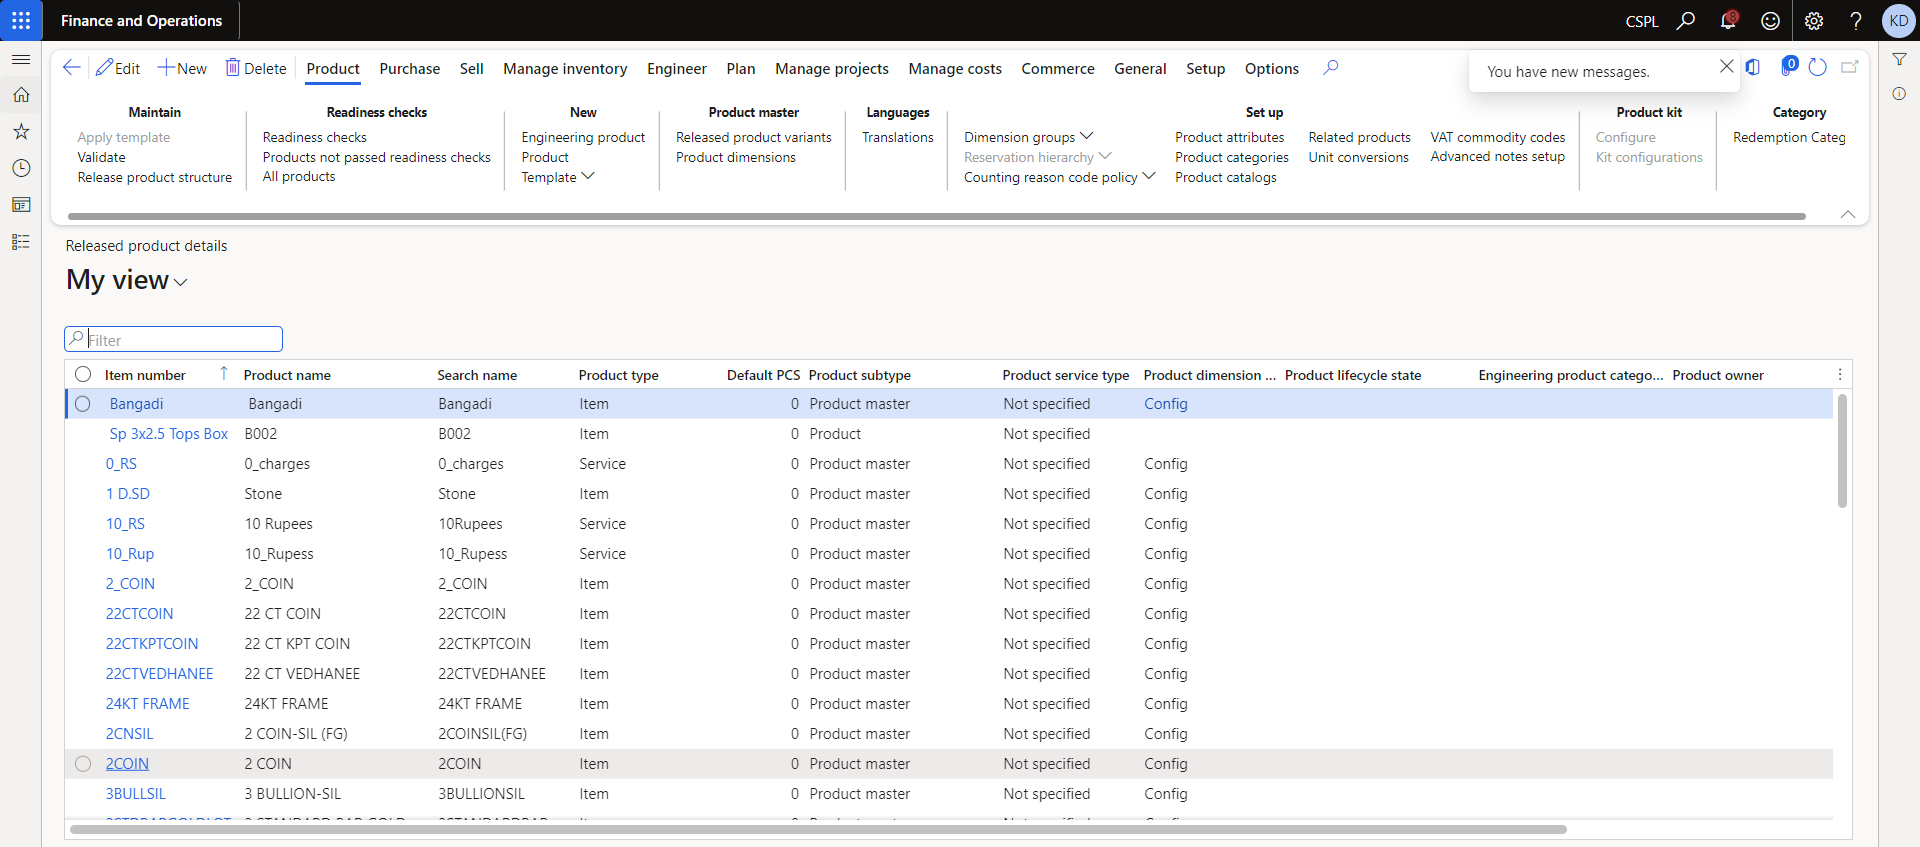 Finance and Operations
CSPL
8
KD
Edit New Delete Product Purchase Sell Manage inventory Engineer Plan Manage projects Manage costs Commerce General Setup Options
You have new messages.
0
Maintain
Apply template
Validate
Release product structure
Readiness checks
Readiness checks
Products not passed readiness checks
All products
New
Engineering product
Product
Template
Product master
Released product variants
Product dimensions
Languages
Translations
Set up
Dimension groups
Reservation hierarchy
Counting reason code policy
Product attributes
Product categories
Product catalogs
Related products
Unit conversions
VAT commodity codes
Advanced notes setup
Product kit
Configure
Kit configurations
Category
Redemption Categ
Released product details
My view
Filter
Item number Product name Search name Product type Default PCS Product subtype Product service type Product dimension ... Product lifecycle state Engineering product catego... Product owner
Bangadi Bangadi Bangadi Item 0 Product master Not specified Config
Sp 3x2.5 Tops Box B002 B002 Item 0 Product Not specified
0_RS 0_charges 0_charges Service 0 Product master Not specified Config
1 D.SD Stone Stone Item 0 Product master Not specified Config
10_RS 10 Rupees 10Rupees Service 0 Product master Not specified Config
10_Rup 10_Rupess 10_Rupess Service 0 Product master Not specified Config
2_COIN 2_COIN 2_COIN Item 0 Product master Not specified Config
22CTCOIN 22 CT COIN 22CTCOIN Item 0 Product master Not specified Config
22CTKPTCOIN 22 CT KPT COIN 22CTKPTCOIN Item 0 Product master Not specified Config
22CTVEDHANEE 22 CT VEDHANEE 22CTVEDHANEE Item 0 Product master Not specified Config
24KT FRAME 24KT FRAME 24KT FRAME Item 0 Product master Not specified Config
2CNSIL 2 COIN-SIL (FG) 2COINSIL(FG) Item 0 Product master Not specified Config
2COIN 2 COIN 2COIN Item 0 Product master Not specified Config
3BULLSIL 3 BULLION-SIL 3BULLIONSIL Item 0 Product master Not specified Config